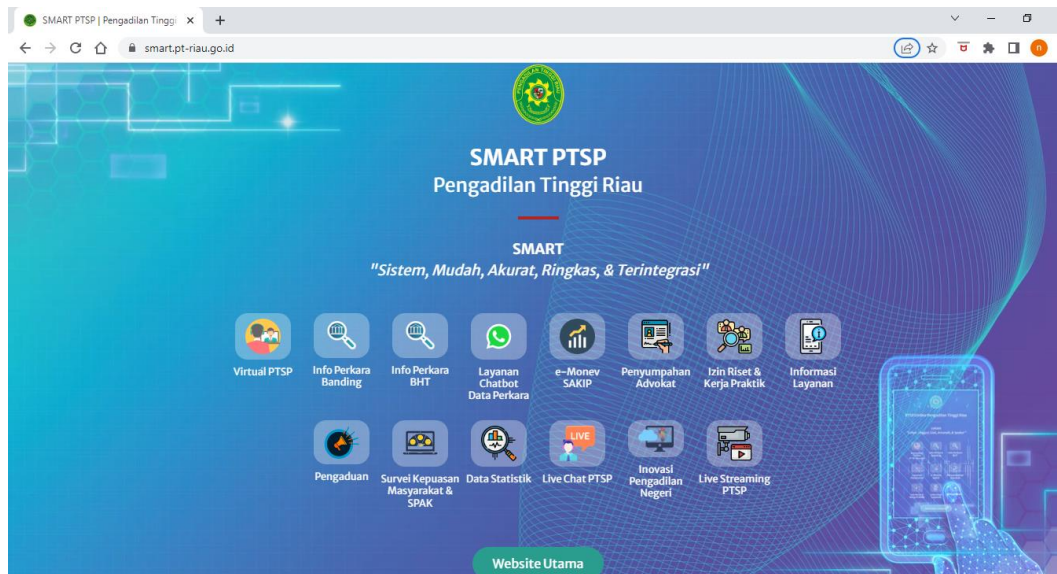 SMART PTSP | Pengadilan Tinggi
smart.pt-riau.go.id
n
SMART PTSP
Pengadilan Tinggi Riau
SMART
"Sistem, Mudah, Akurat, Ringkas, & Terintegrasi"
Virtual PTSP
Info Perkara
Banding
Info Perkara
BHT
Layanan
Chatbot
Data Perkara
e-Monev
SAKIP
Penyumpahan
Advokat
Izin Riset &
Kerja Praktik
Informasi
Layanan
Pengaduan
Survei Kepuasan
Masyarakat &
SPAK
Data Statistik
LIVE
Live Chat PTSP
Inovasi
Pengadilan
Negeri
Live Streaming
PTSP
Website Utama